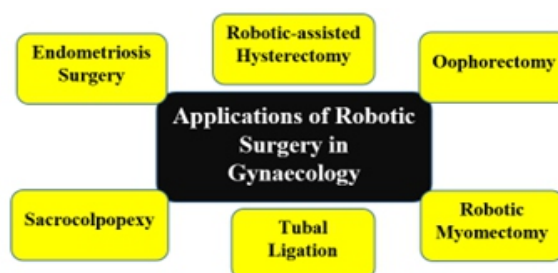 Endometriosis
Surgery
Robotic-assisted
Hysterectomy
Oophorectomy
Applications of Robotic
Surgery in
Gynaecology
Sacrocolpopexy
Tubal
Ligation
Robotic
Myomectomy